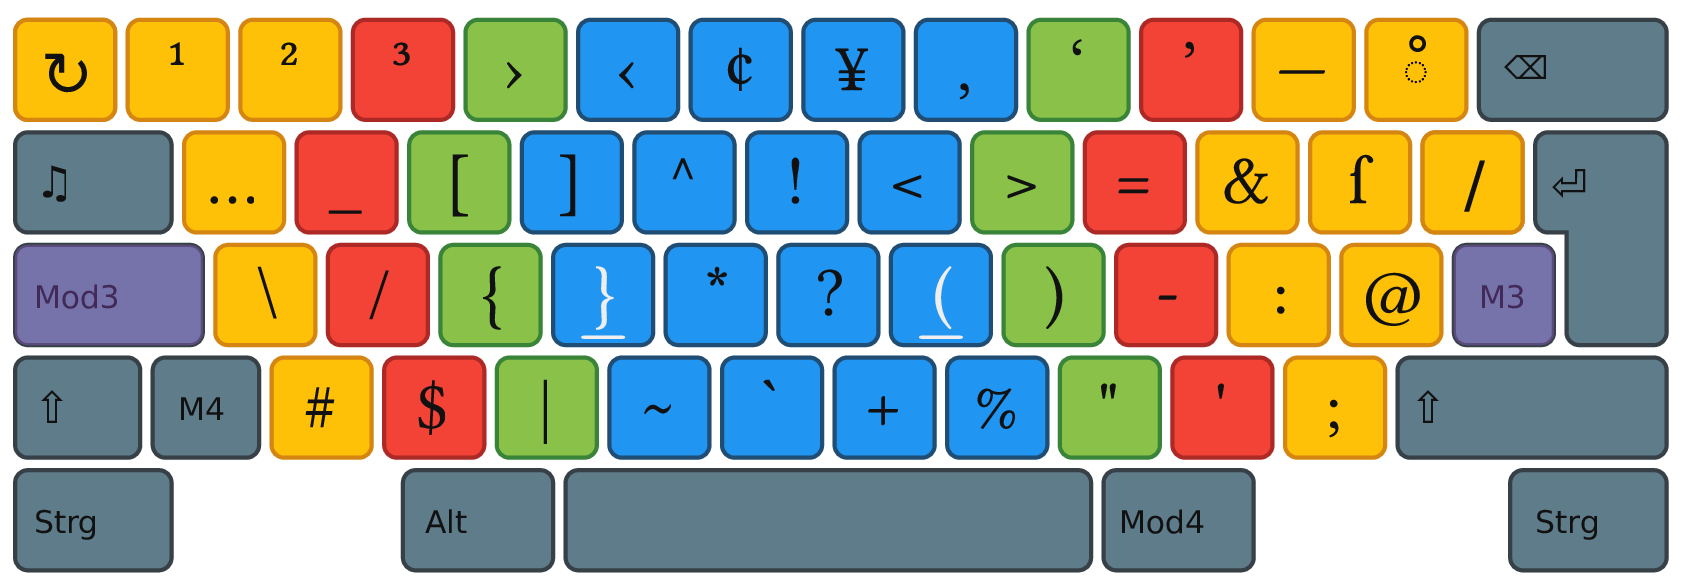 ↻ ¹ ² ³ › ‹ ¢ ¥ ‚ ‘ ’ — ˚ ⌫
♫ … _ [ ] ^ ! < > = & ſ / ⏎
Mod3 \ / { } * ? ( ) - : @ M3
⇧ M4 # $ | ~ ` + % " ' ; ⇧
Strg Alt Mod4 Strg